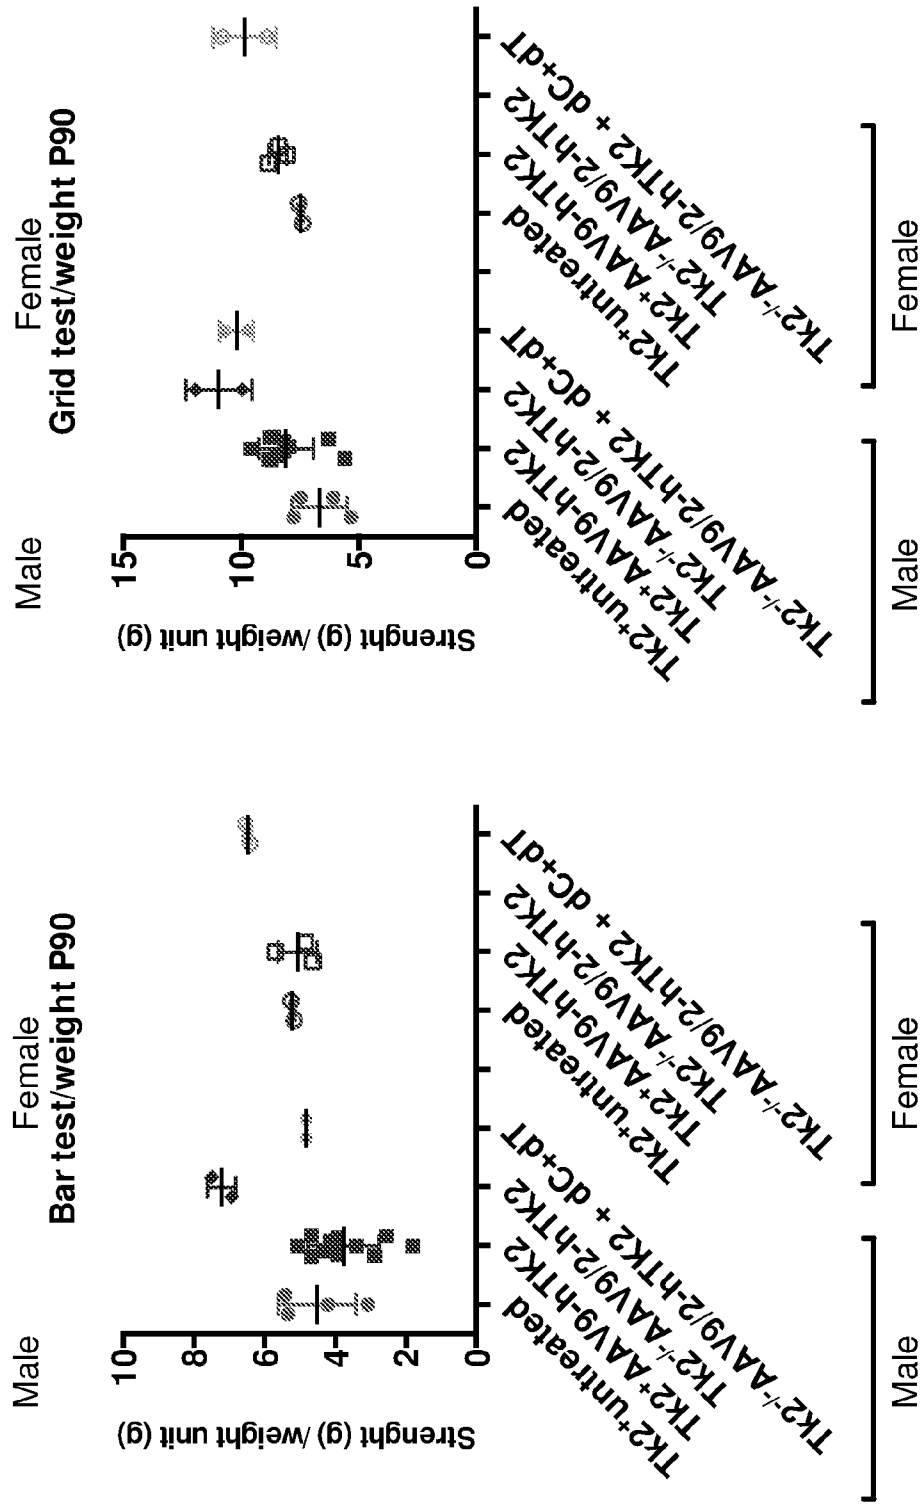 Male
Female
Bar test/weight P90
Strenght (g) /weight unit (g)
10
8
6
4
2
0
Tk2⁺untreated
Tk2⁺ AAV9-hTK2
Tk2⁻/⁻ AAV9/2-hTK2
Tk2⁻/⁻ AAV9/2-hTK2 + dC+dT
Tk2⁺untreated
Tk2⁺ AAV9-hTK2
Tk2⁻/⁻ AAV9/2-hTK2
Tk2⁻/⁻ AAV9/2-hTK2 + dC+dT
Male
Female
Male
Female
Grid test/weight P90
Strenght (g) /weight unit (g)
15
10
5
0
Tk2⁺untreated
Tk2⁺ AAV9-hTK2
Tk2⁻/⁻ AAV9/2-hTK2
Tk2⁻/⁻ AAV9/2-hTK2 + dC+dT
Tk2⁺untreated
Tk2⁺ AAV9-hTK2
Tk2⁻/⁻ AAV9/2-hTK2
Tk2⁻/⁻ AAV9/2-hTK2 + dC+dT
Male
Female